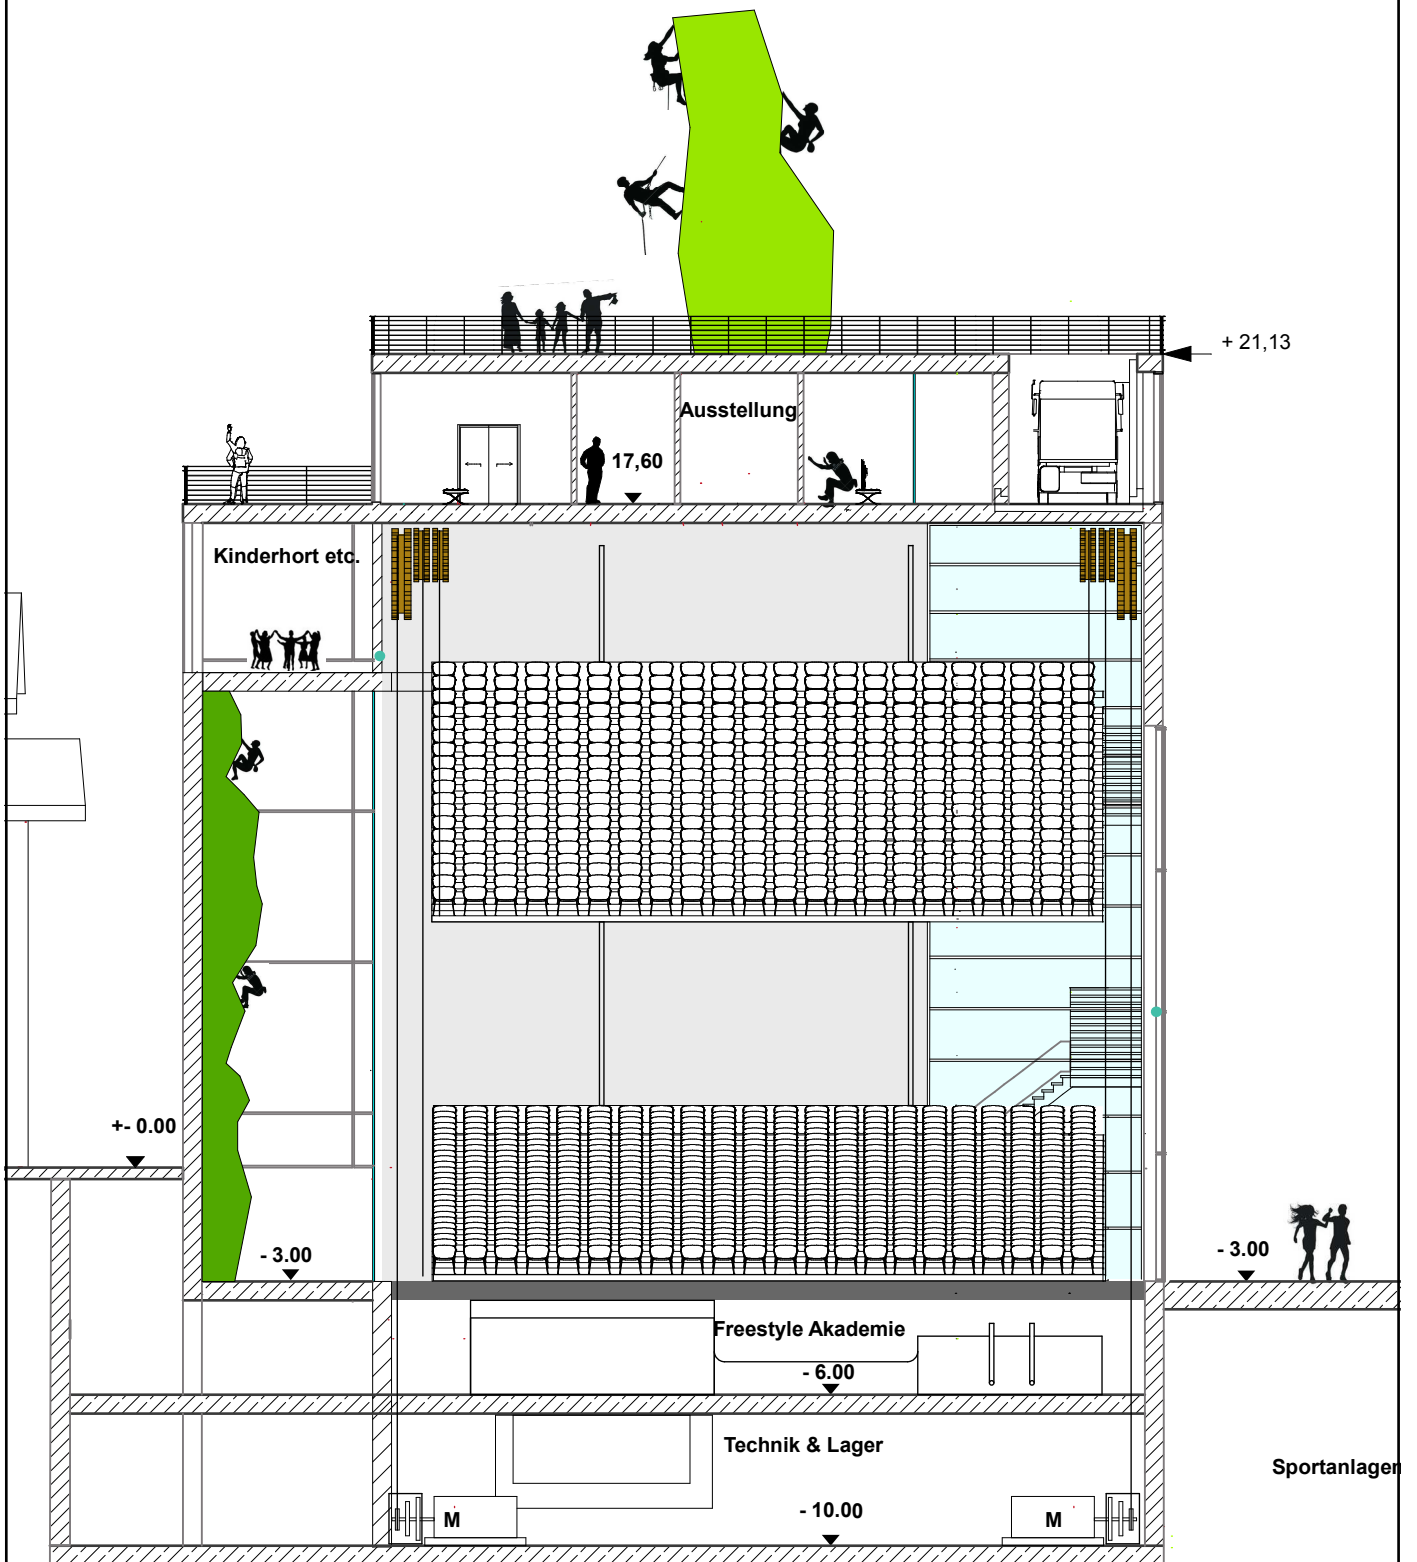 + 21,13
Ausstellung
17,60
Kinderhort etc.
+- 0.00
- 3.00
- 3.00
Freestyle Akademie
- 6.00
Technik & Lager
Sportanlagen
- 10.00
M
M